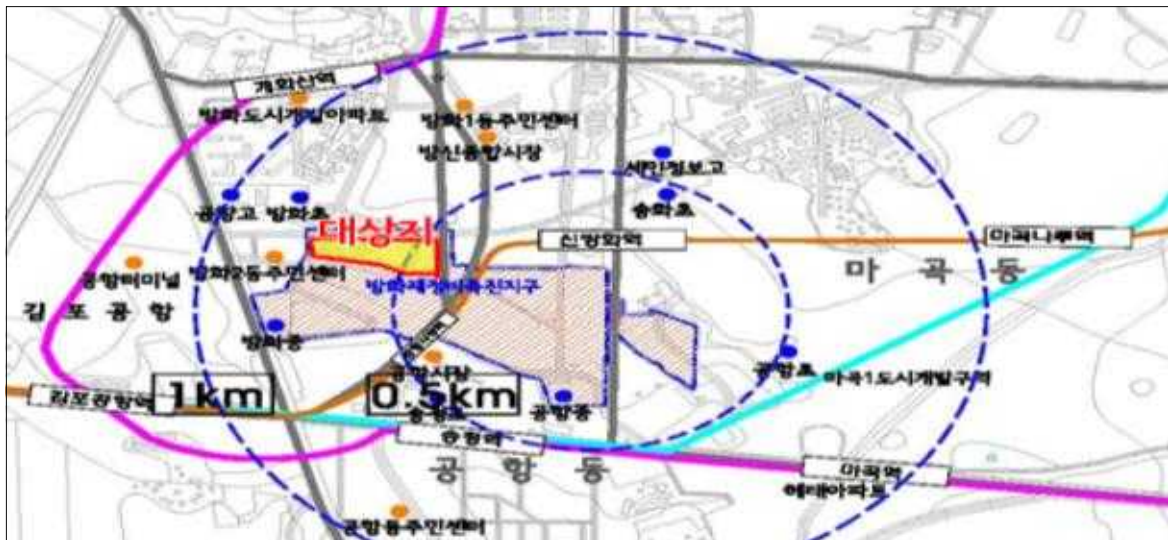 개화산역
방화도시개발아파트
방화1동주민센터
방신종합시장
세민정보고
송화초
공항고
방화초
대상지
신방화역
마곡나루역
마 곡 동
방화2동주민센터
공항터미널
방화재정비촉진지구
김 포 공 항
방화중
공항시장
공항초
마곡1도시개발구역
1km
0.5km
김포공항역
송정초
공항중
송정역
공 항 동
마곡역
해태아파트
공항동주민센터